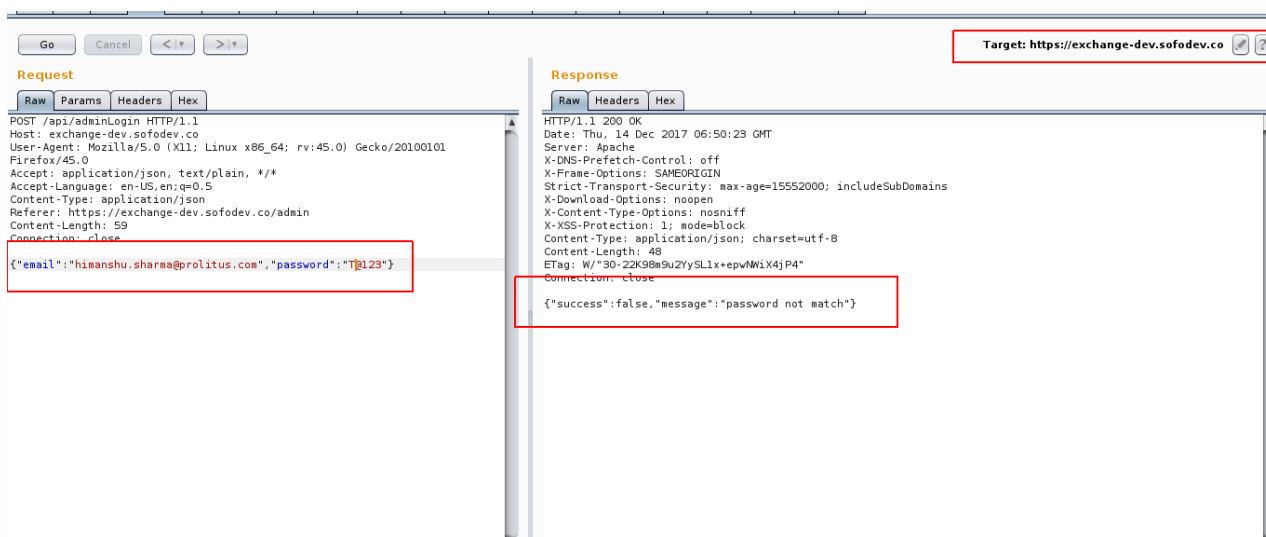 Go
Cancel
<
>
Target: https://exchange-dev.sofodev.co
?
Request
Raw Params Headers Hex
POST /api/adminLogin HTTP/1.1
Host: exchange-dev.sofodev.co
User-Agent: Mozilla/5.0 (X11; Linux x86_64; rv:45.0) Gecko/20100101
Firefox/45.0
Accept: application/json, text/plain, */*
Accept-Language: en-US,en;q=0.5
Content-Type: application/json
Referer: https://exchange-dev.sofodev.co/admin
Content-Length: 59
Connection: close
{"email":"himanshu.sharma@prolitus.com","password":"T@123"}
Response
Raw Headers Hex
HTTP/1.1 200 OK
Date: Thu, 14 Dec 2017 06:50:23 GMT
Server: Apache
X-DNS-Prefetch-Control: off
X-Frame-Options: SAMEORIGIN
Strict-Transport-Security: max-age=15552000; includeSubDomains
X-Download-Options: noopen
X-Content-Type-Options: nosniff
X-XSS-Protection: 1; mode=block
Content-Type: application/json; charset=utf-8
Content-Length: 48
ETag: W/"30-22K98m9u2YySL1x+epwNWiX4jP4"
Connection: close
{"success":false,"message":"password not match"}